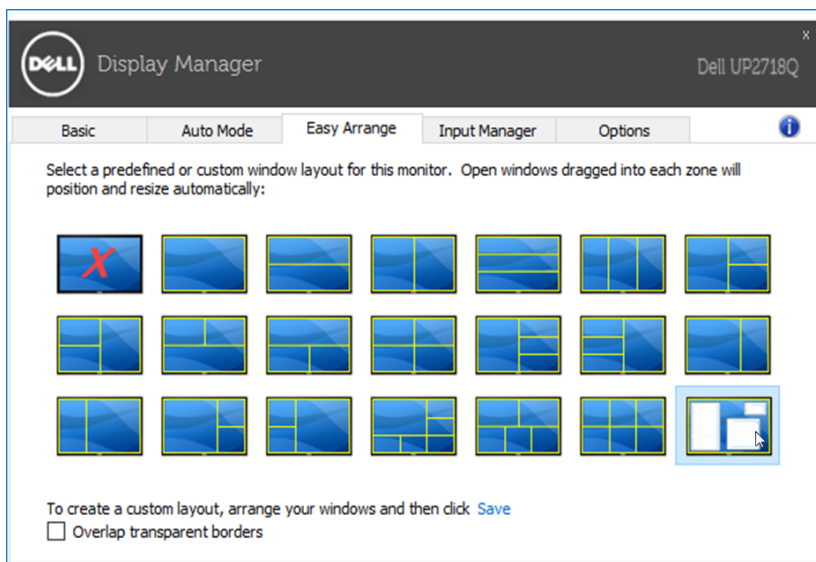 x
DELL Display Manager Dell UP2718Q
Basic Auto Mode Easy Arrange Input Manager Options i
Select a predefined or custom window layout for this monitor. Open windows dragged into each zone will
position and resize automatically:
X
To create a custom layout, arrange your windows and then click Save
Overlap transparent borders